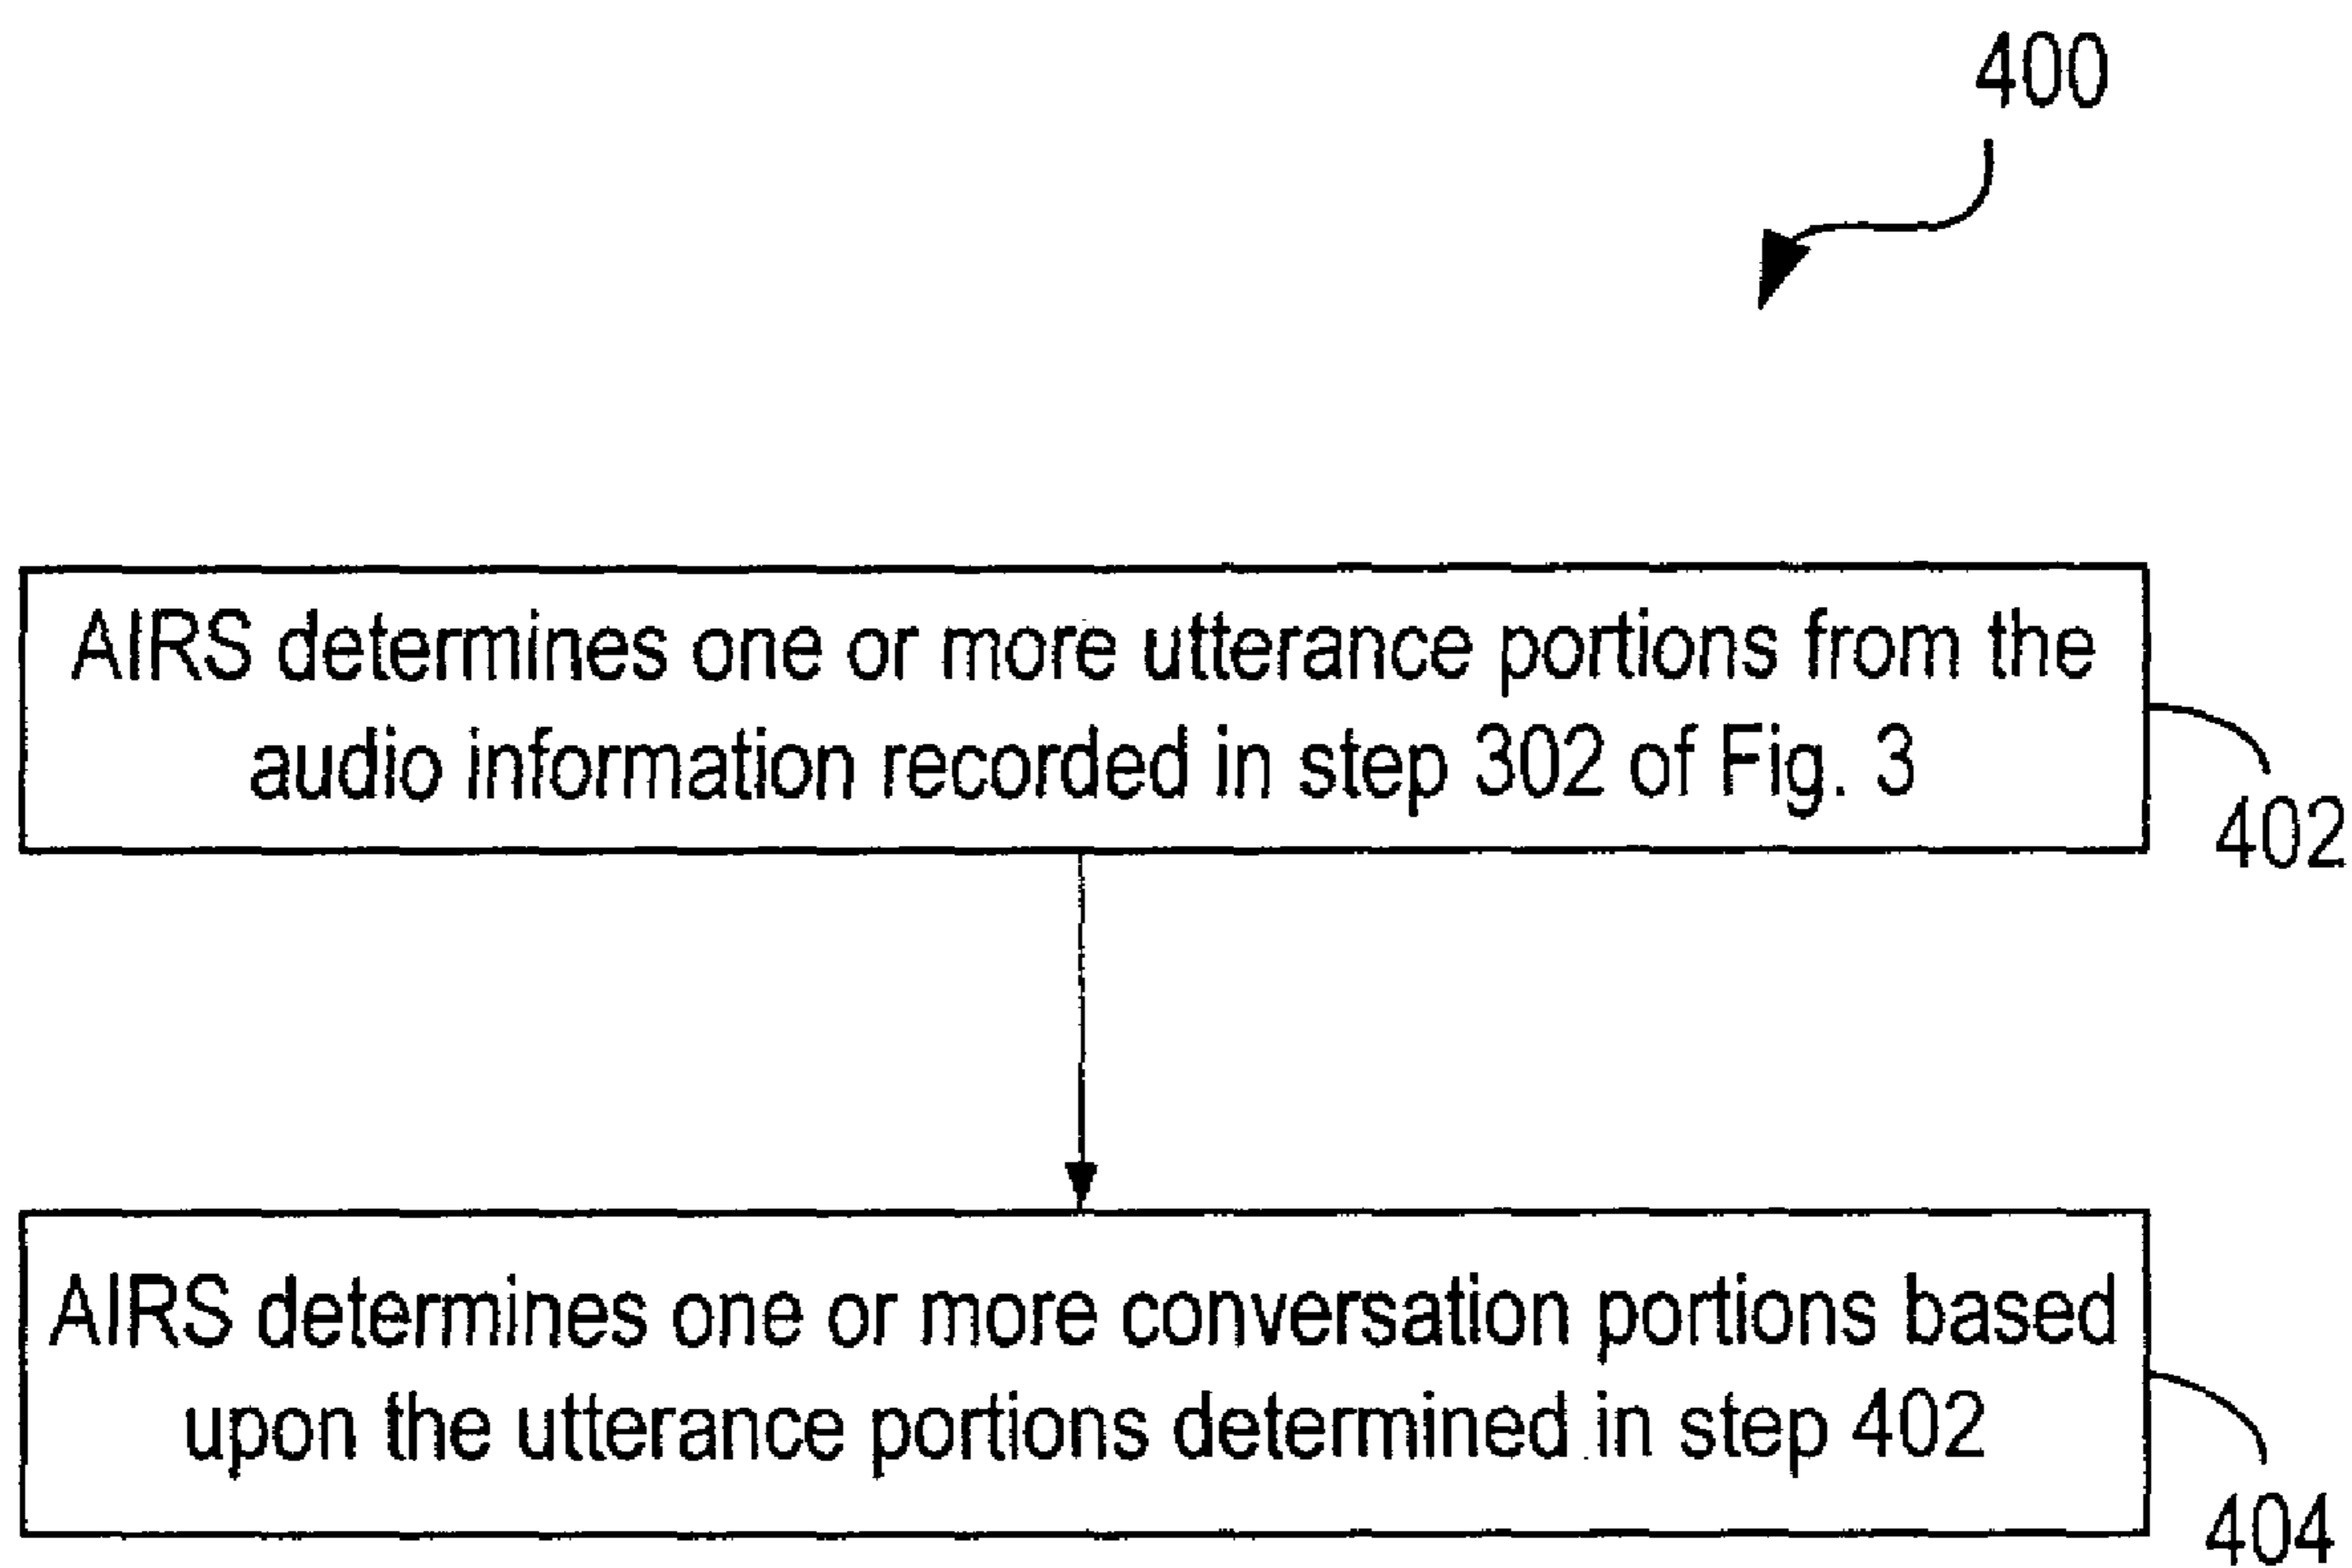 400
AIRS determines one or more utterance portions from the
audio information recorded in step 302 of Fig. 3
402
AIRS determines one or more conversation portions based
upon the utterance portions determined in step 402
404